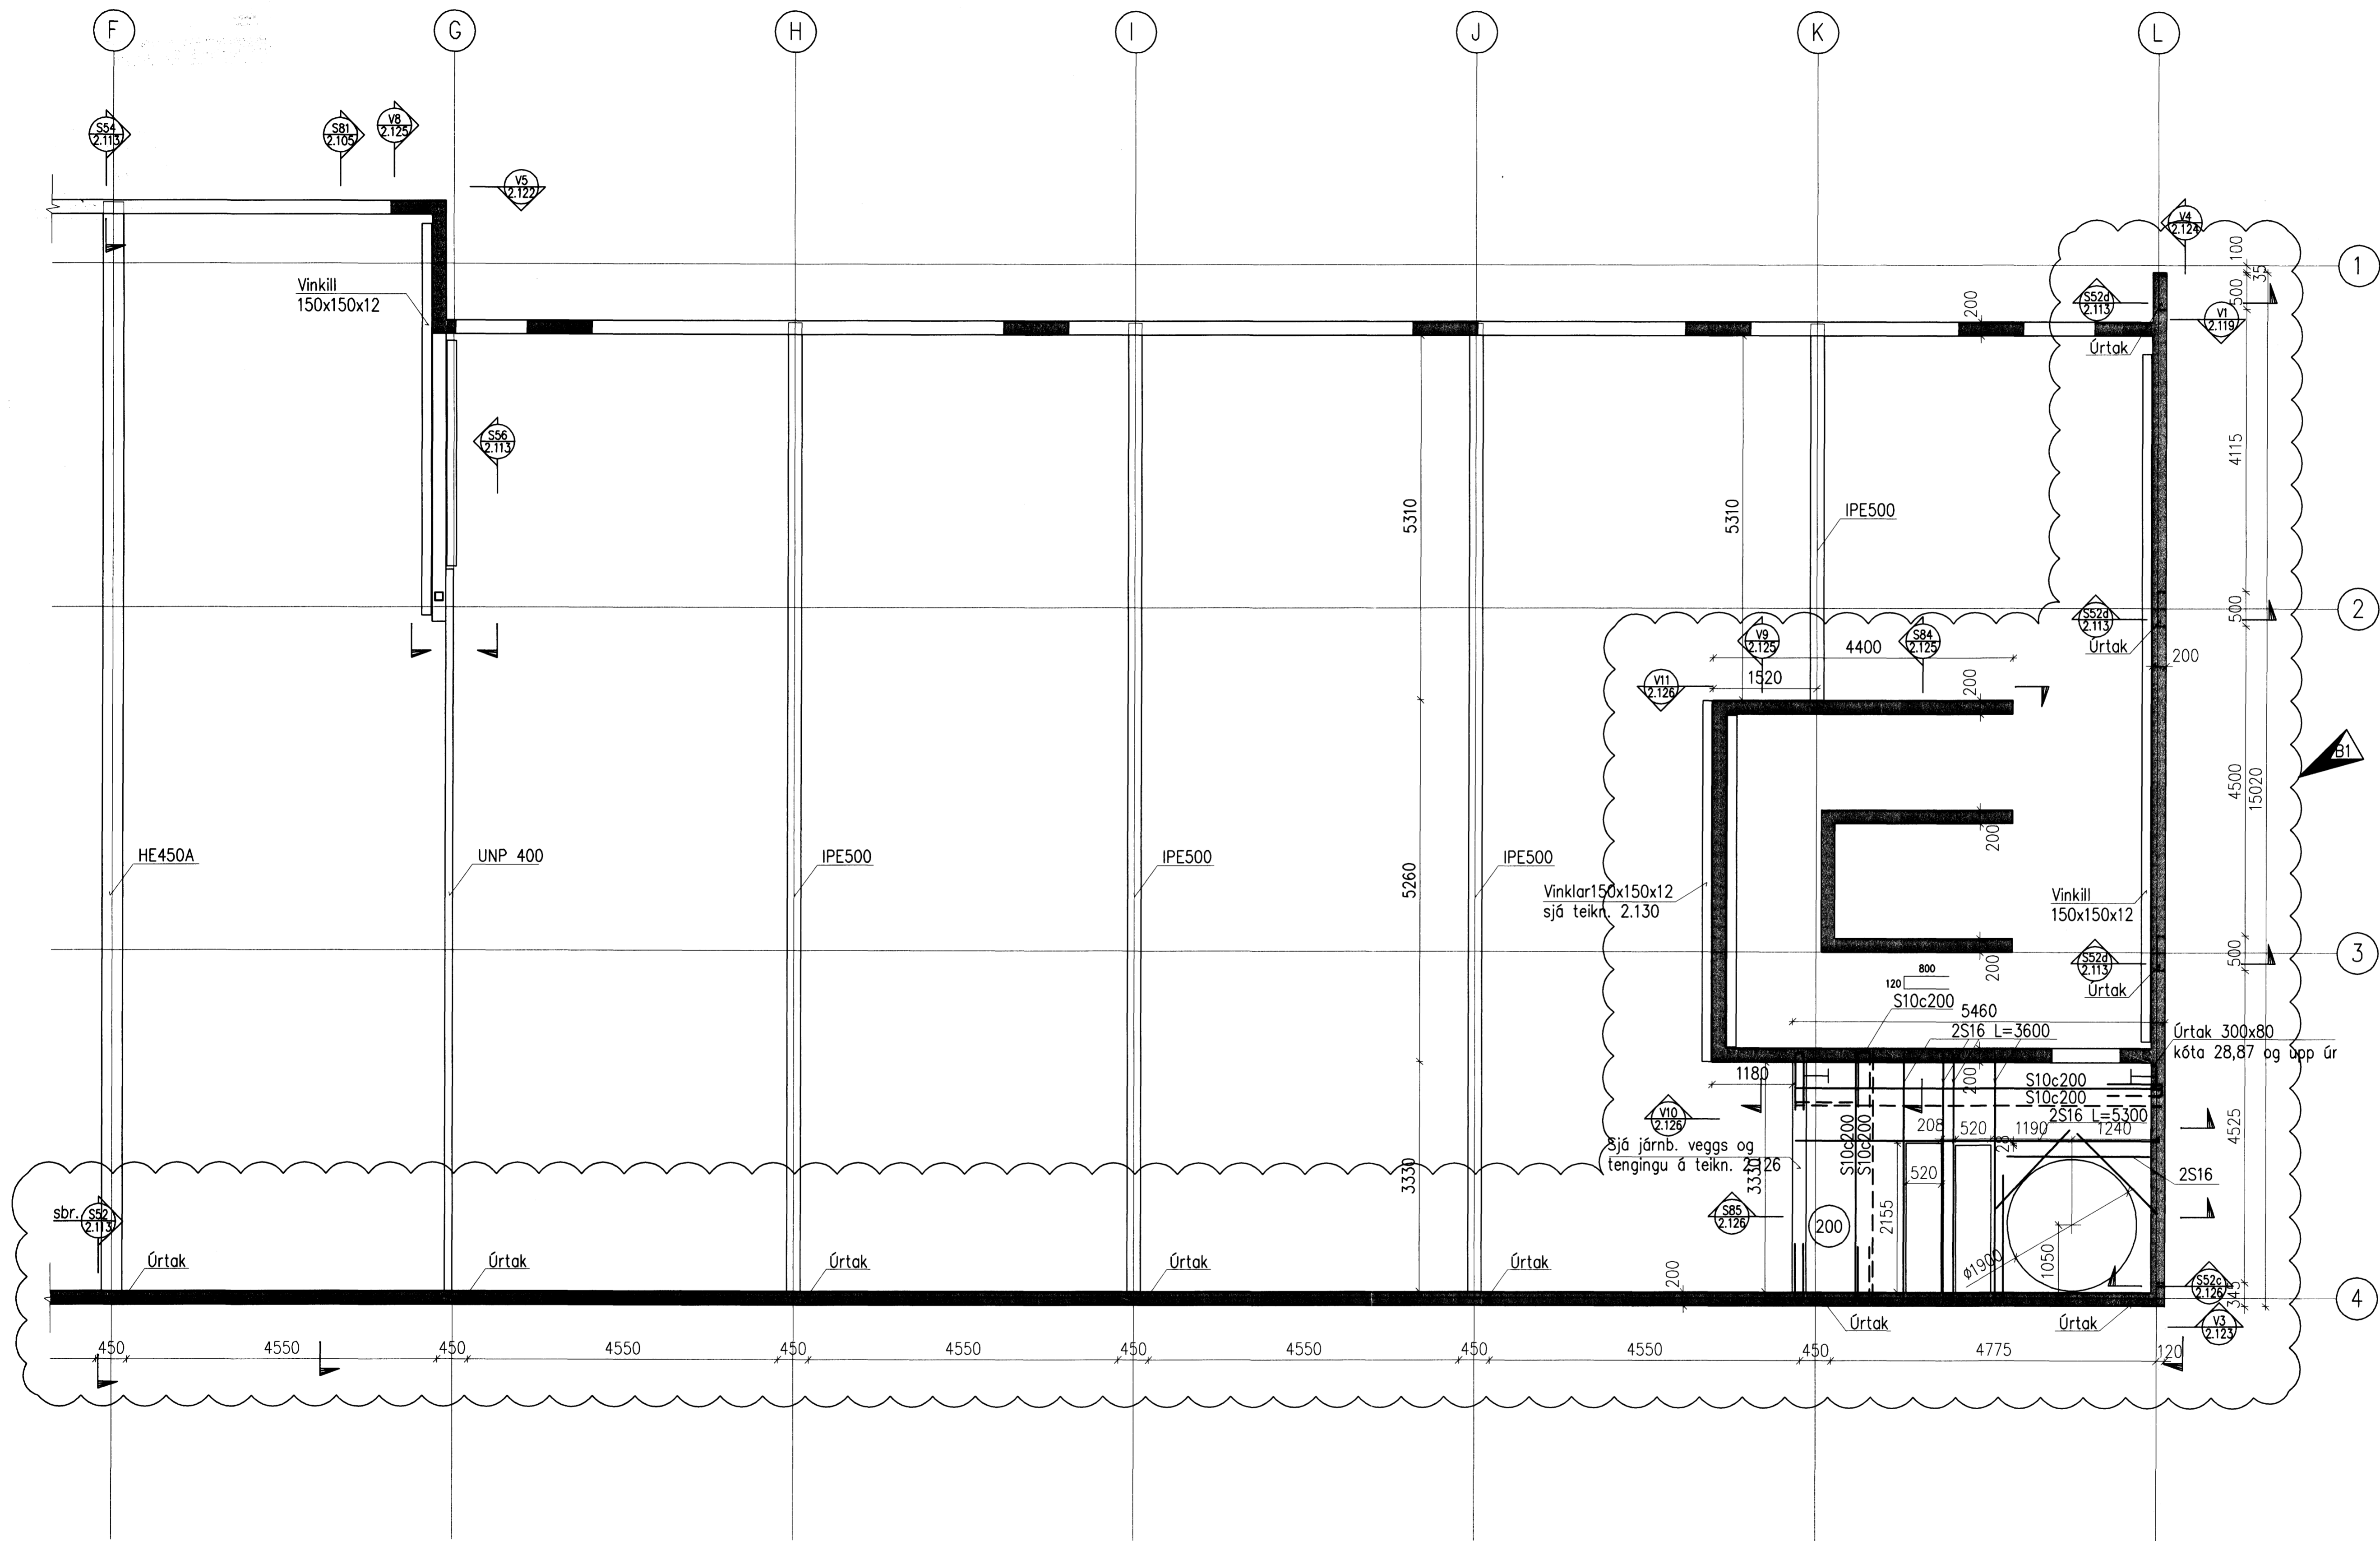 F
G
H
I
J
K
L
S54
2.113
S81
2.105
V8
2.125
V5
2.122
V4
2.124
100
1
35
500
Vinkill
150x150x12
S52d
2.113
200
V1
2.119
Úrtak
S56
2.113
4115
5310
5310
IPE500
2
500
S52d
2.113
V9
2.125
S84
2.125
4400
Úrtak
200
1520
V11
2.126
200
B1
4500
15020
200
HE450A
UNP 400
IPE500
IPE500
IPE500
5260
Vinklar150x150x12
sjá teikn. 2.130
Vinkill
150x150x12
3
500
200
S52d
2.113
800
120
Úrtak
S10c200
5460
2S16 L=3600
Úrtak 300x80
kóta 28,87 og upp úr
1180
200
S10c200
S10c200
2S16 L=5300
V10
2.126
4525
208
520
1190
1240
28
Sjá járnb. veggs og
tengingu á teikn. 2.126
S10c200
S10c200
3330
3330
520
2S16
sbr.
S52
2.113
S85
2.126
200
2155
Ø1900
1050
Úrtak
Úrtak
Úrtak
Úrtak
Úrtak
200
S52c
2.126
345
4
Úrtak
Úrtak
V3
2.123
450
4550
450
4550
450
4550
450
4550
450
4550
450
4775
120